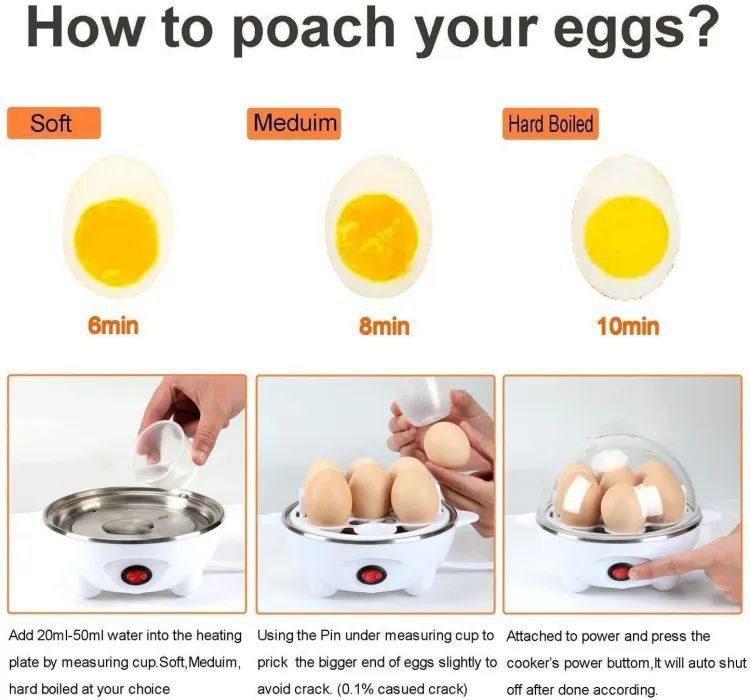 How to poach your eggs?
Soft
Meduim
Hard Boiled
6min
8min
10min
Add 20ml-50ml water into the heating
plate by measuring cup.Soft,Meduim,
hard boiled at your choice
Using the Pin under measuring cup to
prick the bigger end of eggs slightly to
avoid crack. (0.1% casued crack)
Attached to power and press the
cooker's power buttom,It will auto shut
off after done according.